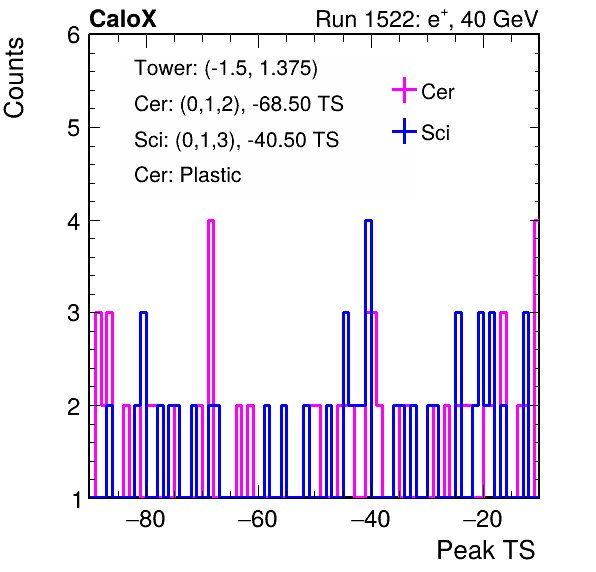 CaloX Run 1522: e+, 40 GeV
Counts
6
5
4
3
2
1
Tower: (-1.5, 1.375)
Cer: (0,1,2), -68.50 TS
Sci: (0,1,3), -40.50 TS
Cer: Plastic
Cer
Sci
−80 −60 −40 −20
Peak TS